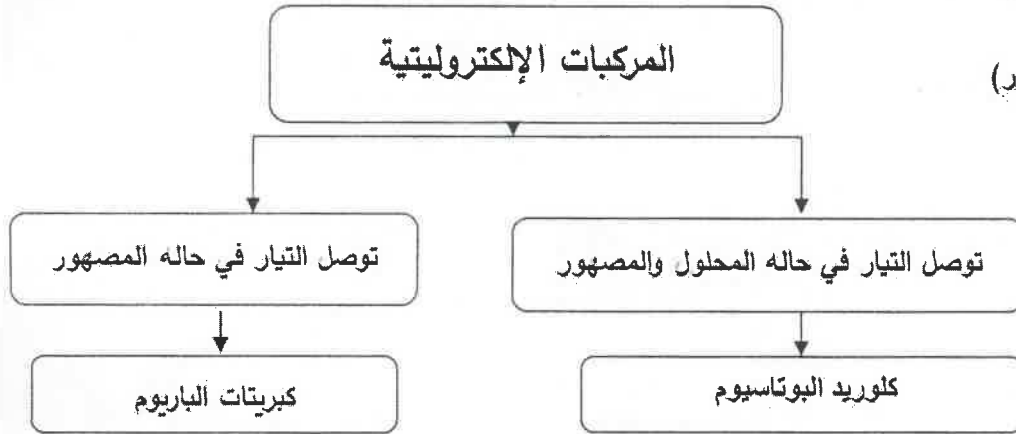 المركبات الإلكتروليتية
ر)
توصل التيار في حاله المحلول والمصهور
توصل التيار في حاله المصهور
كلوريد البوتاسيوم
كبريتات الباريوم